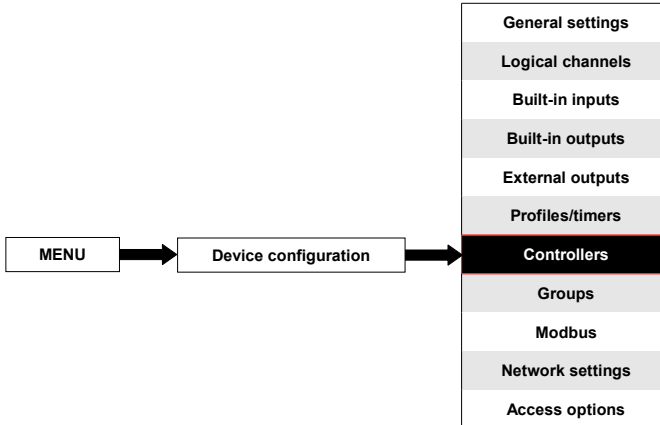 General settings
Logical channels
Built-in inputs
Built-in outputs
External outputs
Profiles/timers
MENU
Device configuration
Controllers
Groups
Modbus
Network settings
Access options